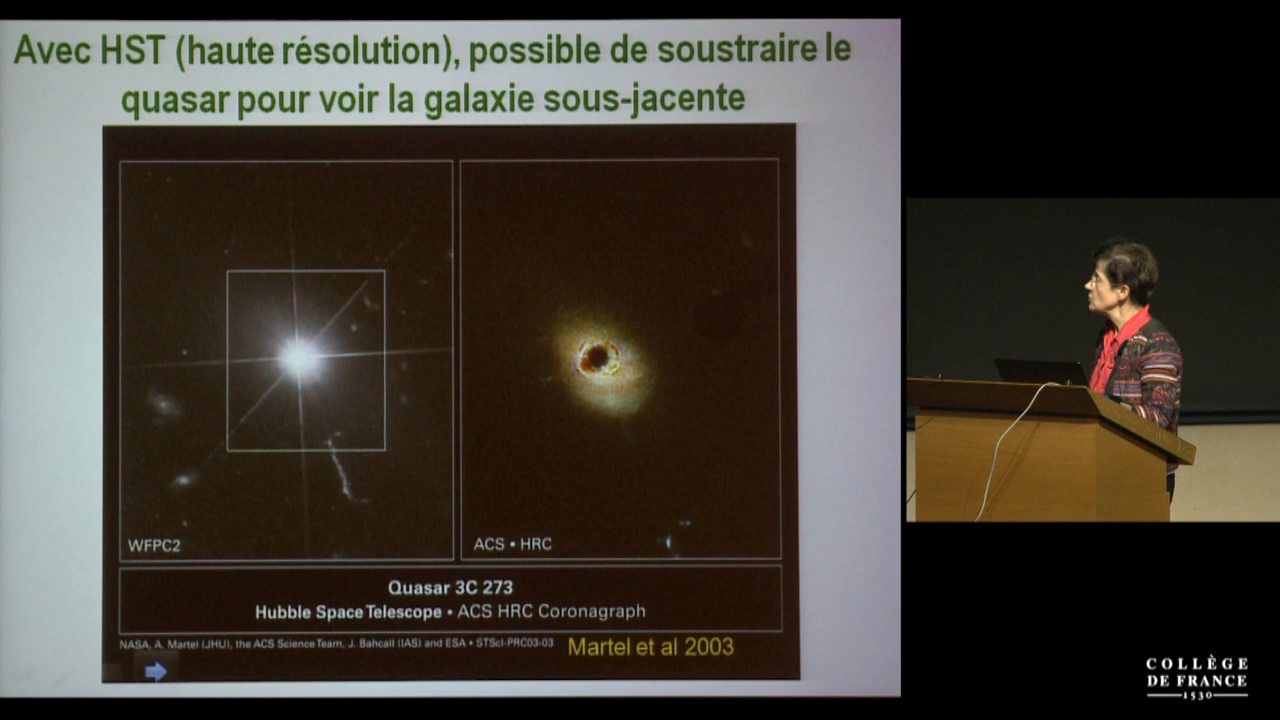 Avec HST (haute résolution), possible de soustraire le
quasar pour voir la galaxie sous-jacente
WFPC2
ACS • HRC
Quasar 3C 273
Hubble Space Telescope • ACS HRC Coronagraph
NASA, A. Martel (JHU), the ACS Science Team, J. Bahcall (IAS) and ESA • STScI-PRC03-03
Martel et al 2003
COLLÈGE
DE FRANCE
1530